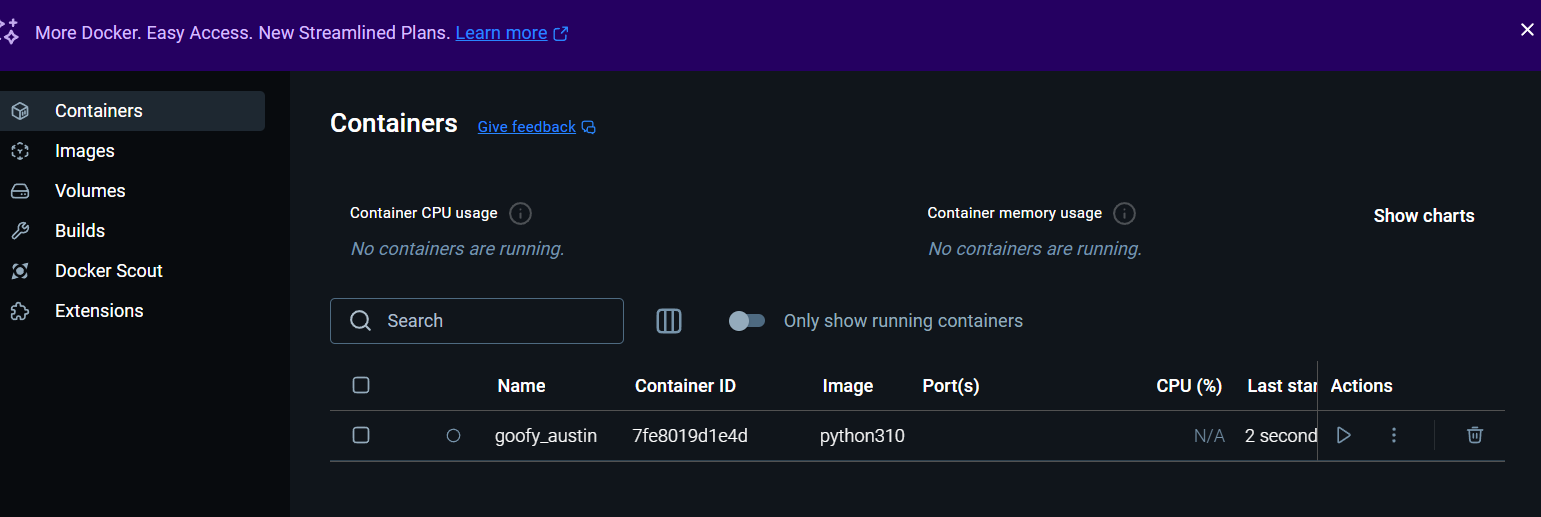 More Docker. Easy Access. New Streamlined Plans. Learn more
Containers
Images
Volumes
Builds
Docker Scout
Extensions
Containers Give feedback
Container CPU usage
No containers are running.
Container memory usage
No containers are running.
Show charts
Search
Only show running containers
Name Container ID Image Port(s) CPU (%) Last star Actions
goofy_austin 7fe8019d1e4d python310 N/A 2 second